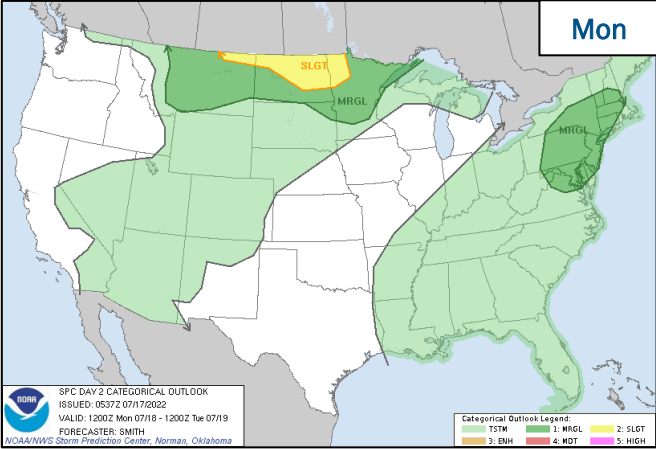 Mon
SLGT
MRGL
MRGL
SPC DAY 2 CATEGORICAL OUTLOOK
ISSUED: 0537Z 07/17/2022
VALID: 1200Z Mon 07/18 - 1200Z Tue 07/19
FORECASTER: SMITH
NOAA/NWS Storm Prediction Center, Norman, Oklahoma
NOAA
Categorical Outlook Legend:
TSTM 1: MRGL 2: SLGT
3: ENH 4: MDT 5: HIGH